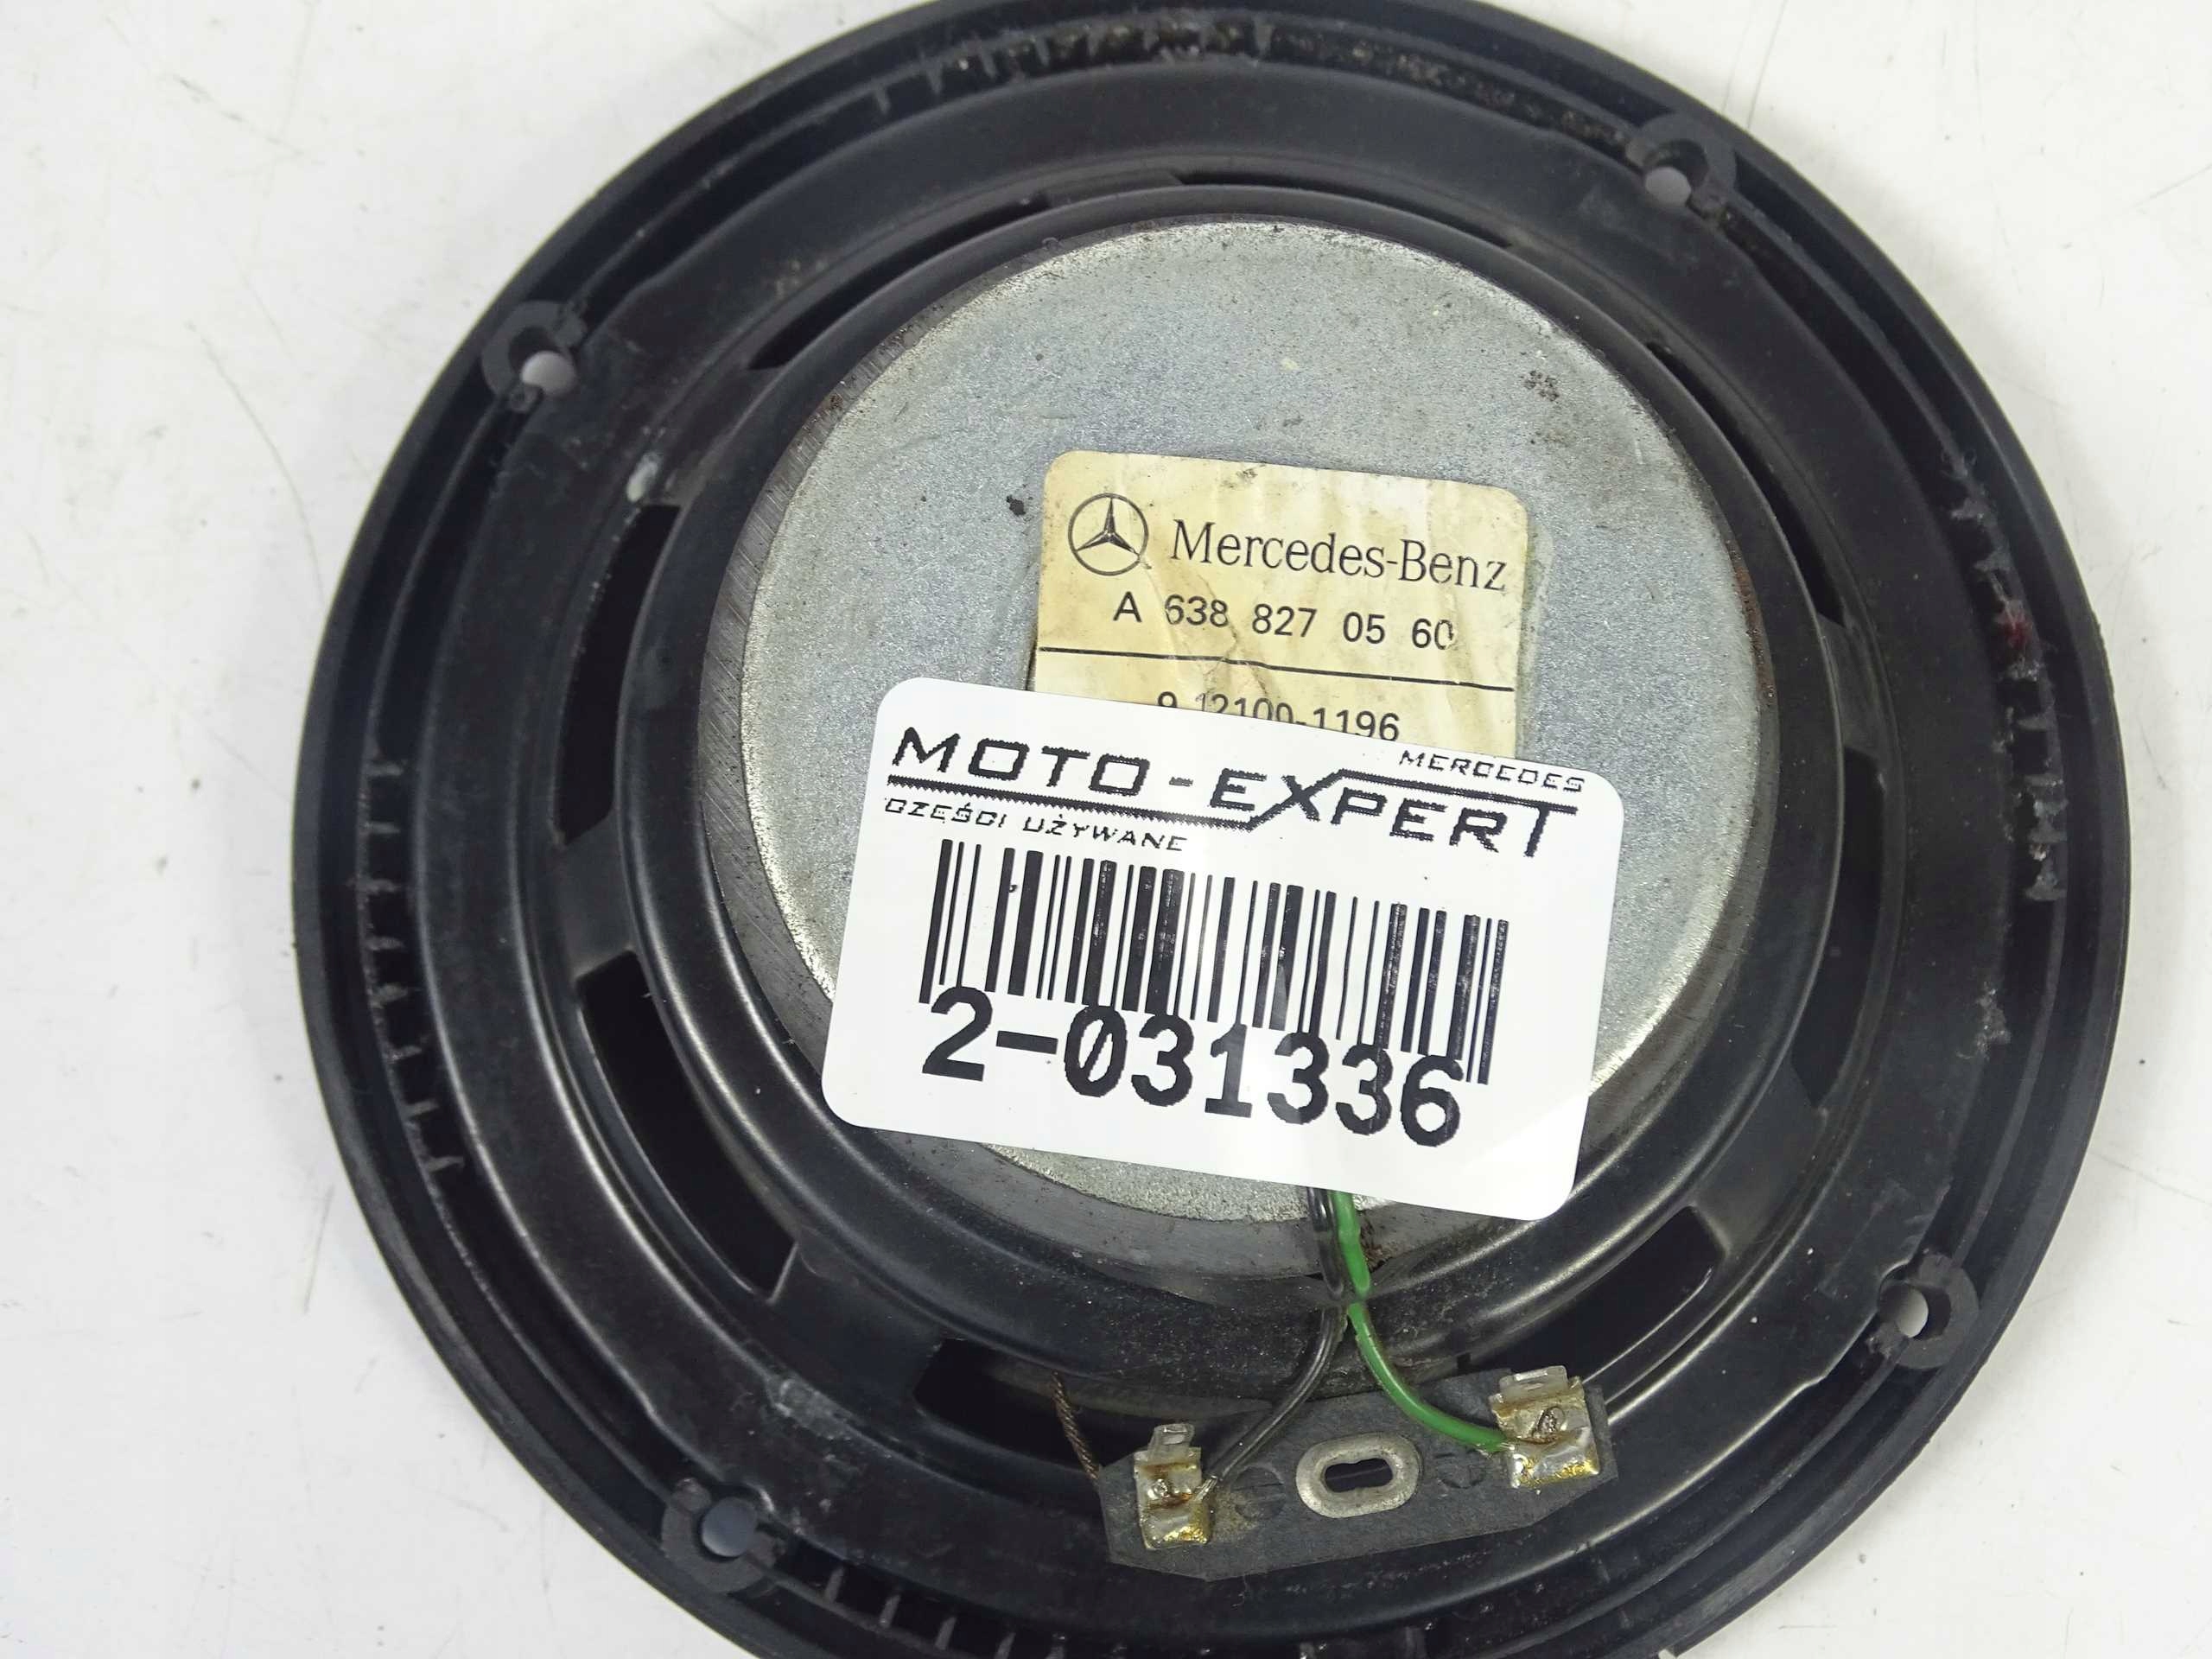 Mercedes-Benz
A 638 827 05 60
9 12100-1196
MERCEDES
MOTO-EXPERT
CZĘŚCI UŻYWANE
2-031336